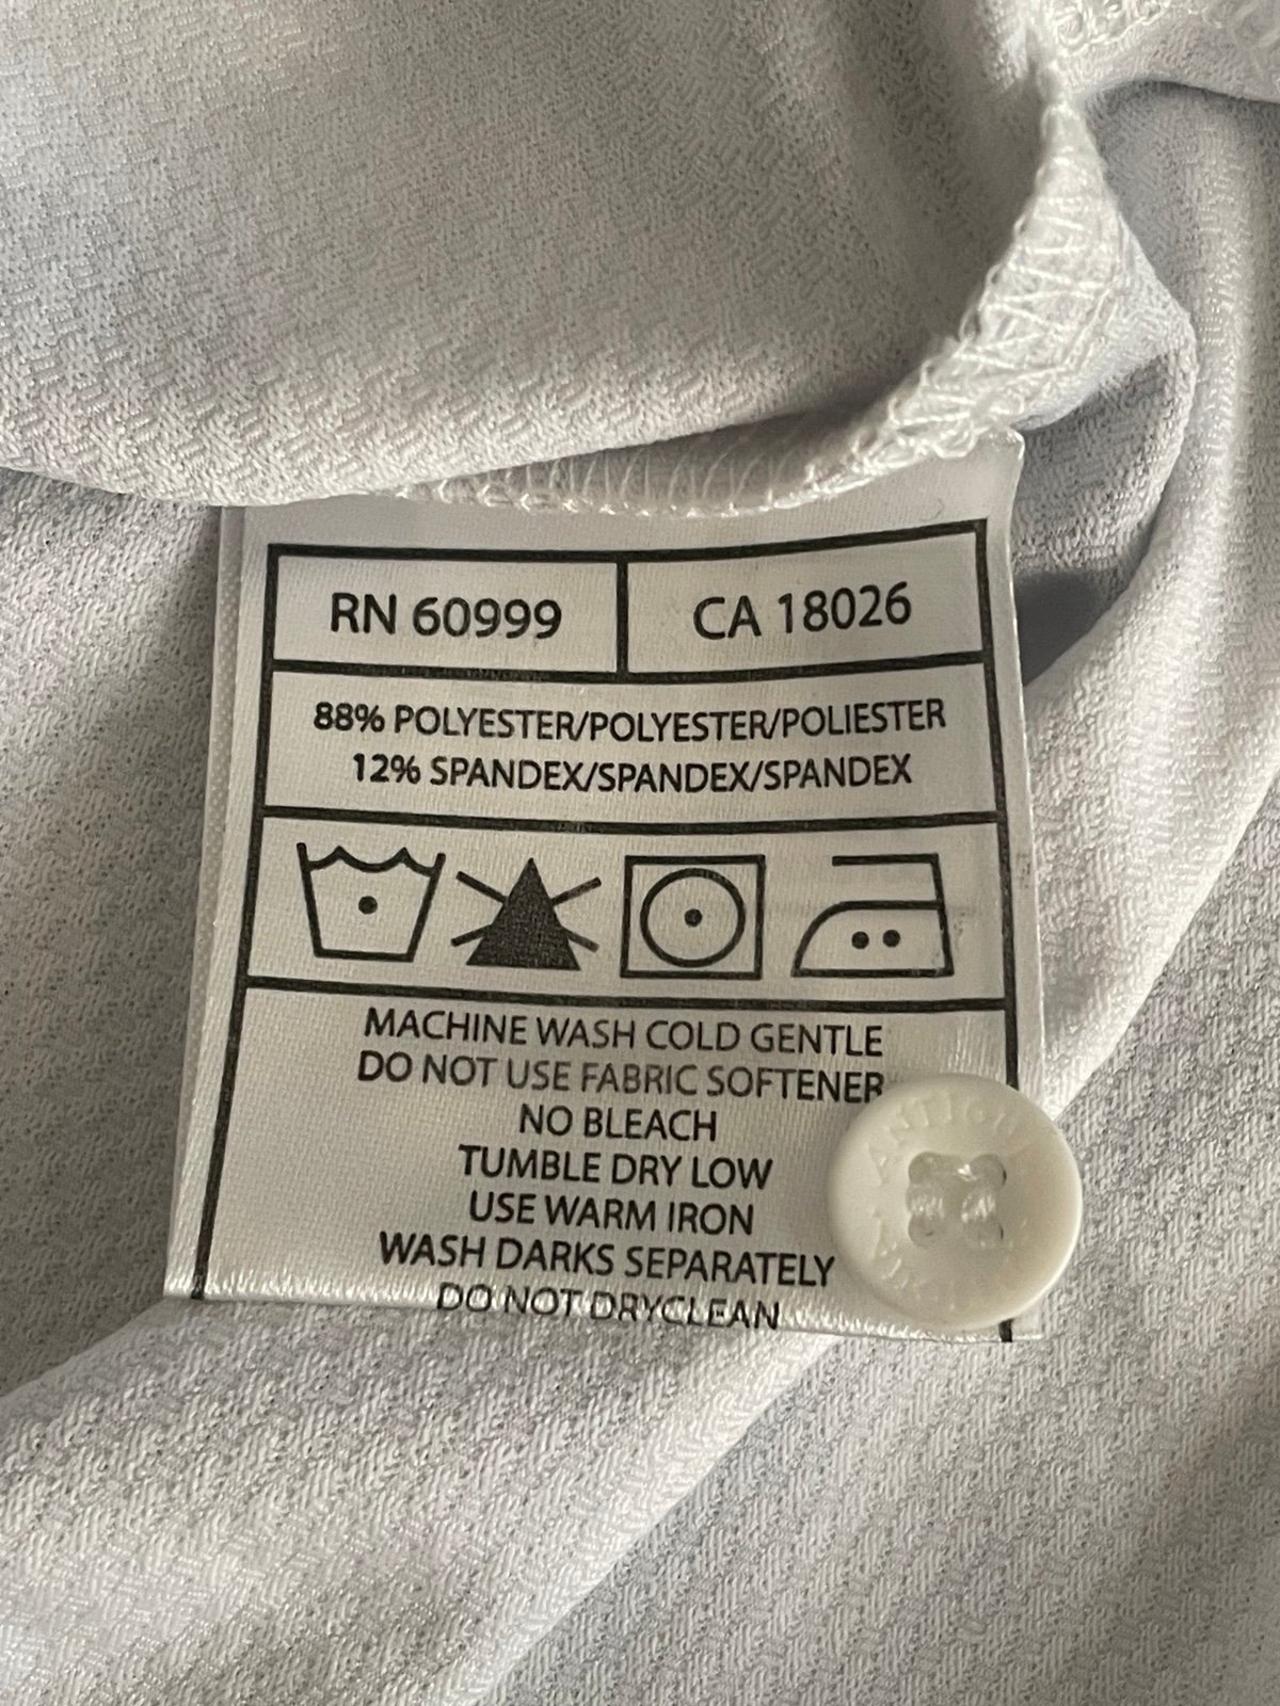 RN 60999
CA 18026
88% POLYESTER/POLYESTER/POLIESTER
12% SPANDEX/SPANDEX/SPANDEX
MACHINE WASH COLD GENTLE
DO NOT USE FABRIC SOFTENER
NO BLEACH
TUMBLE DRY LOW
USE WARM IRON
WASH DARKS SEPARATELY
DO NOT DRYCLEAN